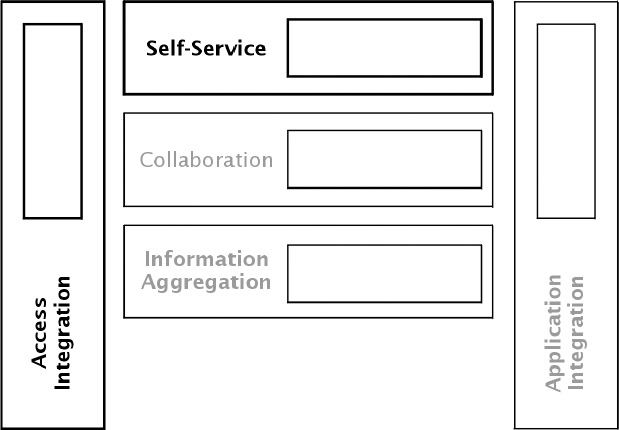 Self-Service
Collaboration
Information
Aggregation
Access
Integration
Application
Integration